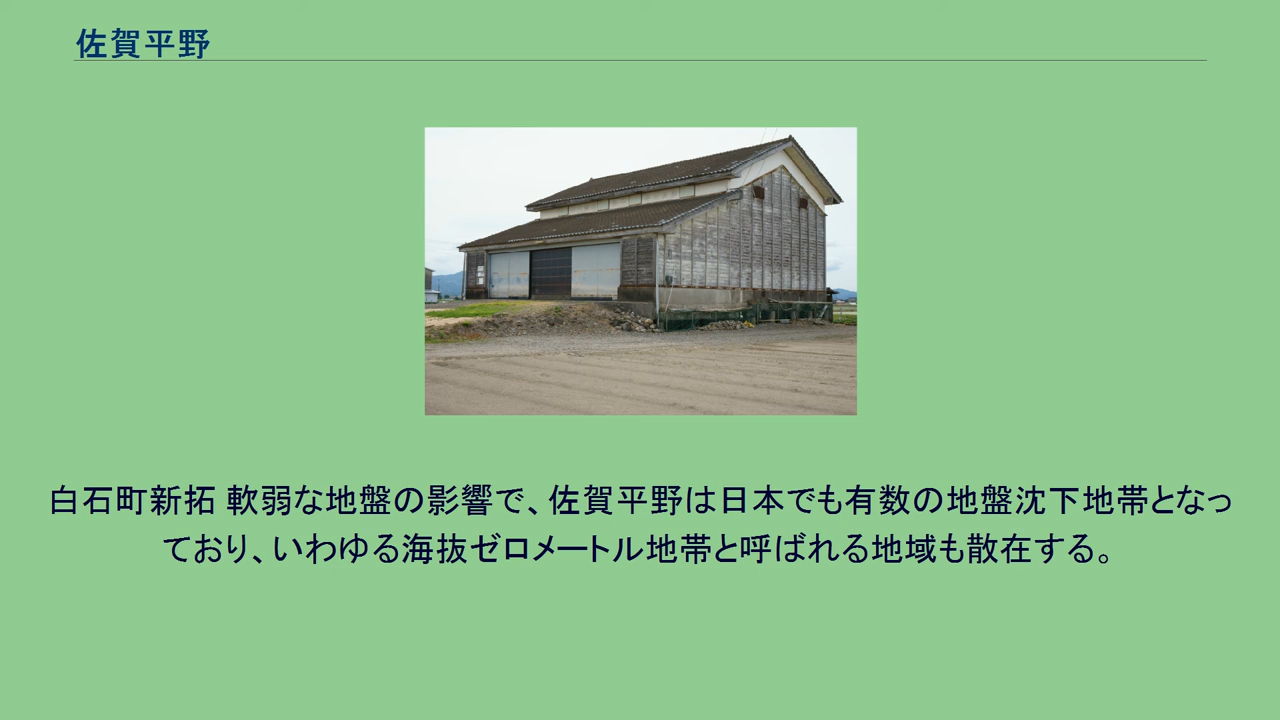 佐賀平野
白石町新拓 軟弱な地盤の影響で、佐賀平野は日本でも有数の地盤沈下地帯となっ
ており、いわゆる海抜ゼロメートル地帯と呼ばれる地域も散在する。